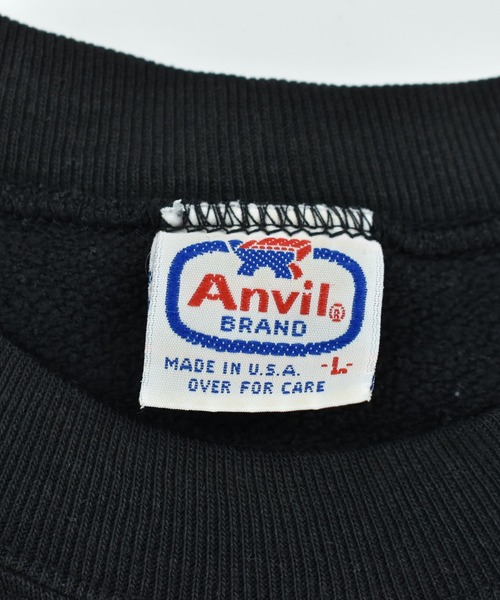 Anvil®
BRAND
MADE IN U.S.A. -L-
OVER FOR CARE